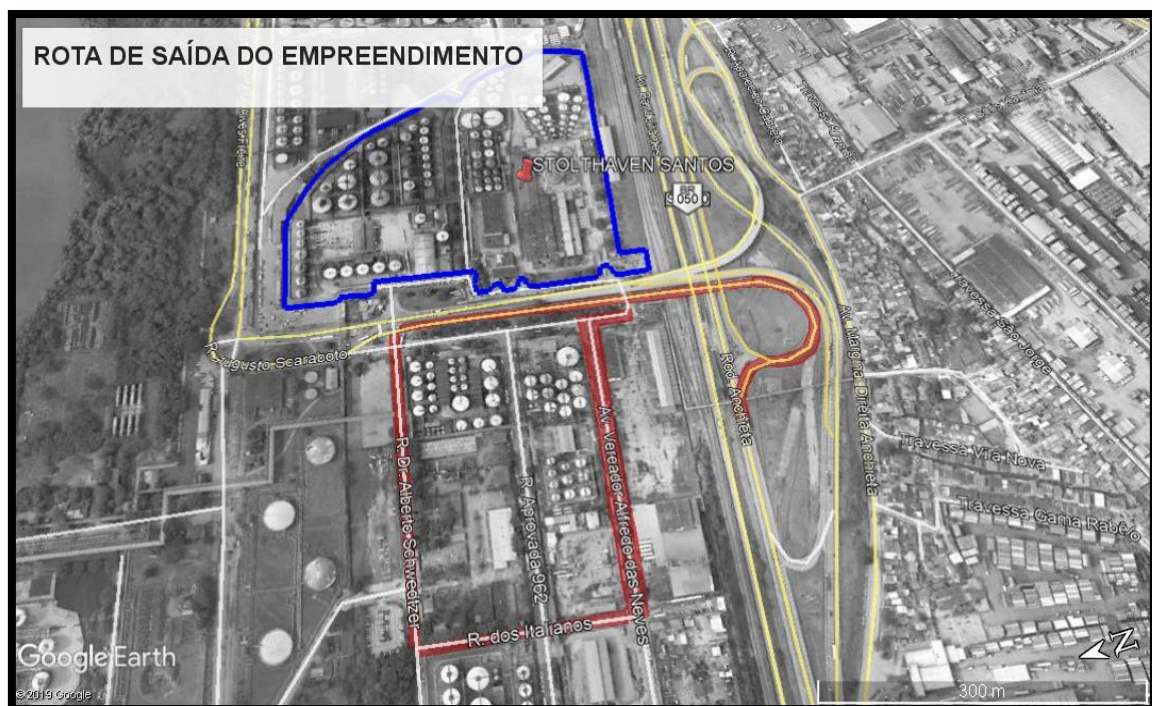 ROTA DE SAÍDA DO EMPREENDIMENTO
STOLTHAVEN SANTOS
BR
050
R. Augusto Scaraboto
Rod. Anchieta
Av. Marginal Direita Anchieta
Travessa São Jorge
Travessa Vila Nova
Travessa Gama Rabelo
R. Dr. Alberto Schwedtzer
R. Aprovada 962
Av. Vereador Alfredo das Neves
R. dos Italianos
Google Earth
© 2019 Google
Z
300 m